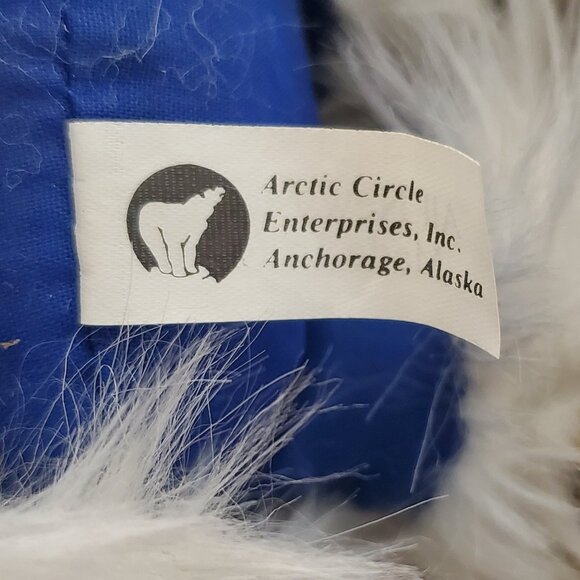 Arctic Circle
Enterprises, Inc.
Anchorage, Alaska